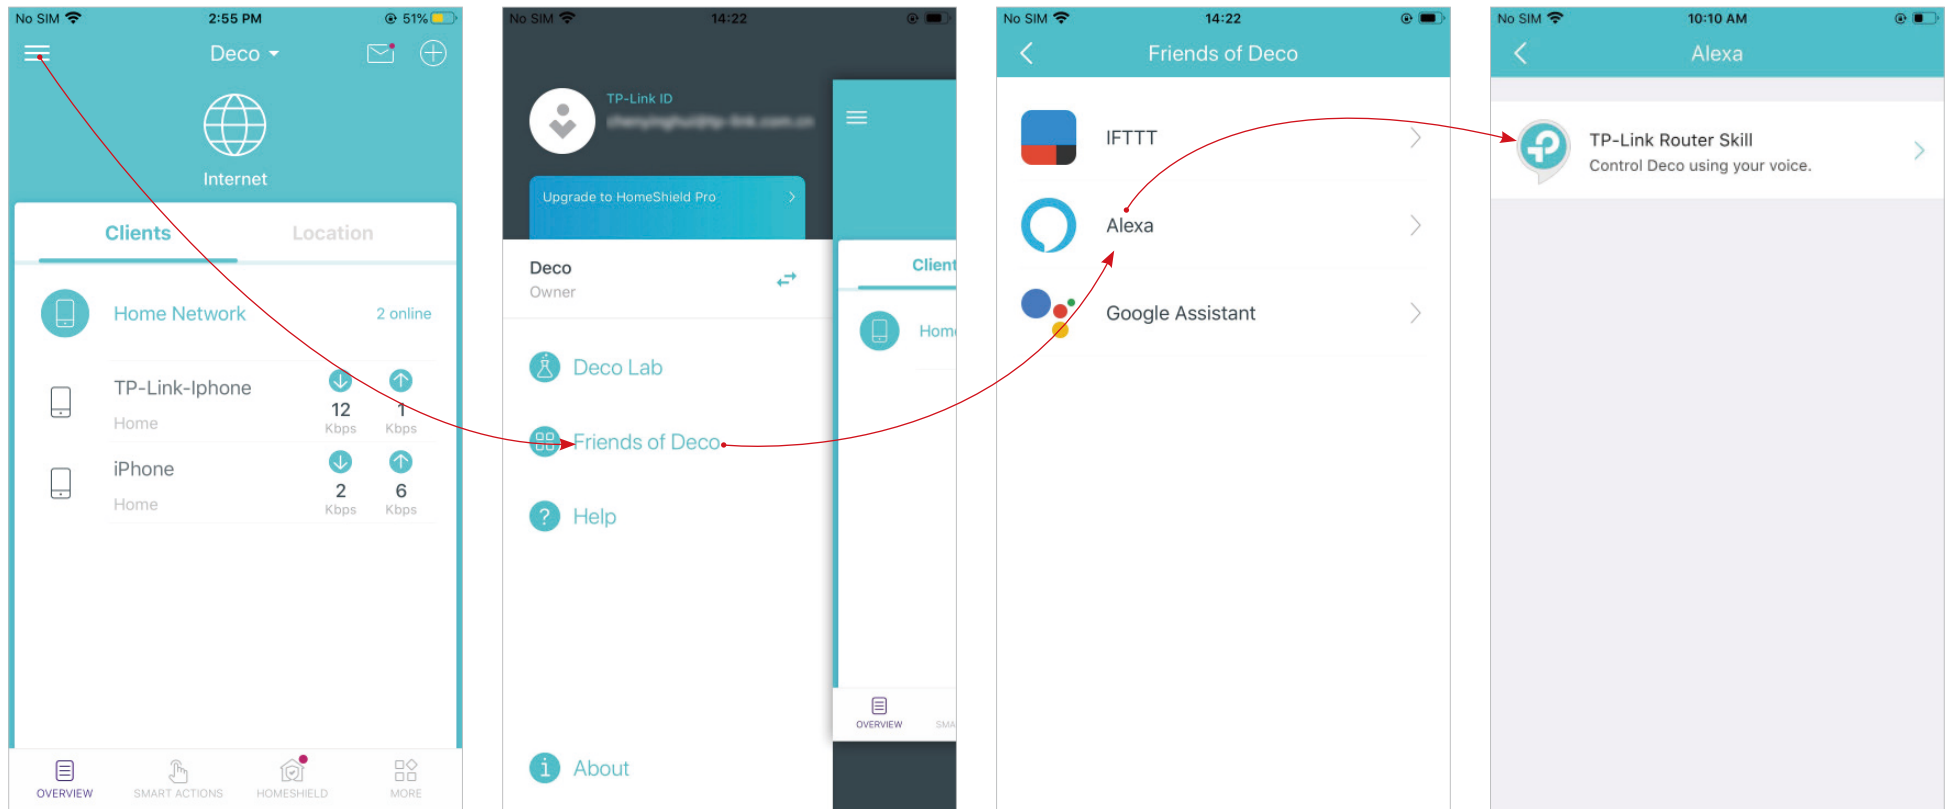 No SIM
2:55 PM
51%
Deco
Internet
Clients
Location
Home Network
2 online
TP-Link-Iphone
12
1
Home
Kbps
Kbps
iPhone
2
6
Home
Kbps
Kbps
OVERVIEW
SMART ACTIONS
HOMESHIELD
MORE
No SIM
14:22
TP-Link ID
Upgrade to HomeShield Pro
Deco
Owner
Deco Lab
Friends of Deco
? Help
i About
Client
Hom
OVERVIEW
SMA
No SIM
14:22
Friends of Deco
IFTTT
Alexa
Google Assistant
No SIM
10:10 AM
Alexa
TP-Link Router Skill
Control Deco using your voice.